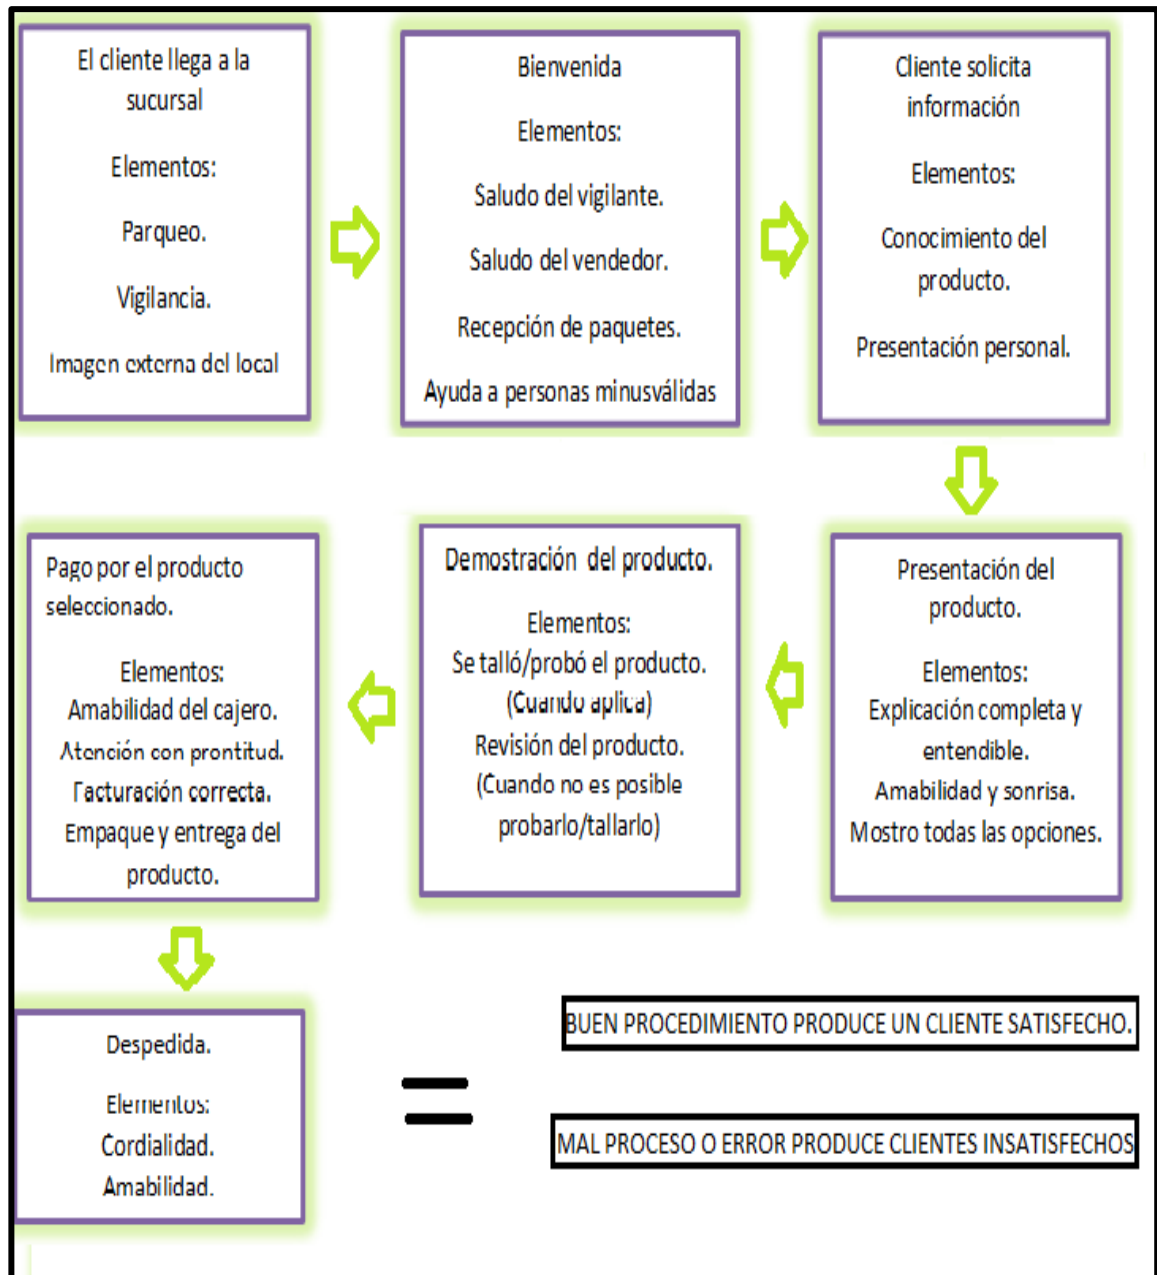 El cliente llega a la
sucursal
Elementos:
Parqueo.
Vigilancia.
Imagen externa del local
Bienvenida
Elementos:
Saludo del vigilante.
Saludo del vendedor.
Recepción de paquetes.
Ayuda a personas minusválidas
Cliente solicita
información
Elementos:
Conocimiento del
producto.
Presentación personal.
Presentación del
producto.
Elementos:
Explicación completa y
entendible.
Amabilidad y sonrisa.
Mostro todas las opciones.
Demostración del producto.
Elementos:
Se talló/probó el producto.
(Cuando aplica)
Revisión del producto.
(Cuando no es posible
probarlo/tallarlo)
Pago por el producto
seleccionado.
Elementos:
Amabilidad del cajero.
Atención con prontitud.
Facturación correcta.
Empaque y entrega del
producto.
Despedida.
Elementos:
Cordialidad.
Amabilidad.
=
BUEN PROCEDIMIENTO PRODUCE UN CLIENTE SATISFECHO.
MAL PROCESO O ERROR PRODUCE CLIENTES INSATISFECHOS